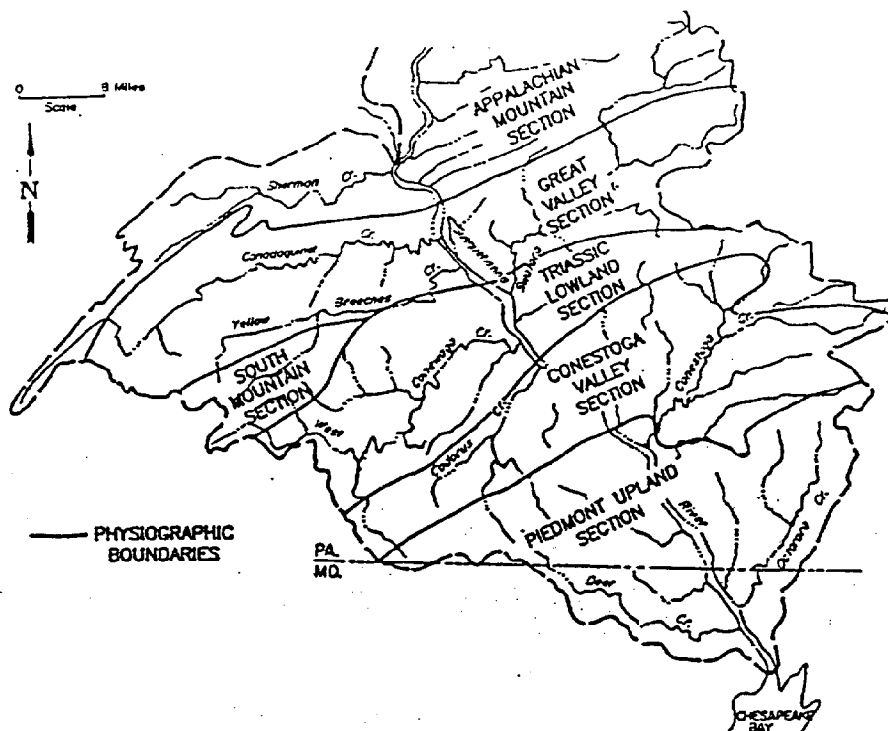 0 8 Miles
Scale
N
APPALACHIAN
MOUNTAIN
SECTION
Sherman Cr.
GREAT
VALLEY
SECTION
Conodoguinet Cr.
Susquehanna
Swatara
TRIASSIC
LOWLAND
SECTION
Yellow Breeches Cr.
SOUTH
MOUNTAIN
SECTION
Conewago Cr.
West
Codorus Cr.
CONESTOGA
VALLEY
SECTION
Conestoga Cr.
PHYSIOGRAPHIC
BOUNDARIES
PIEDMONT UPLAND
SECTION
River
Octoraro Cr.
PA.
MD.
Deer Cr.
CHESAPEAKE
BAY